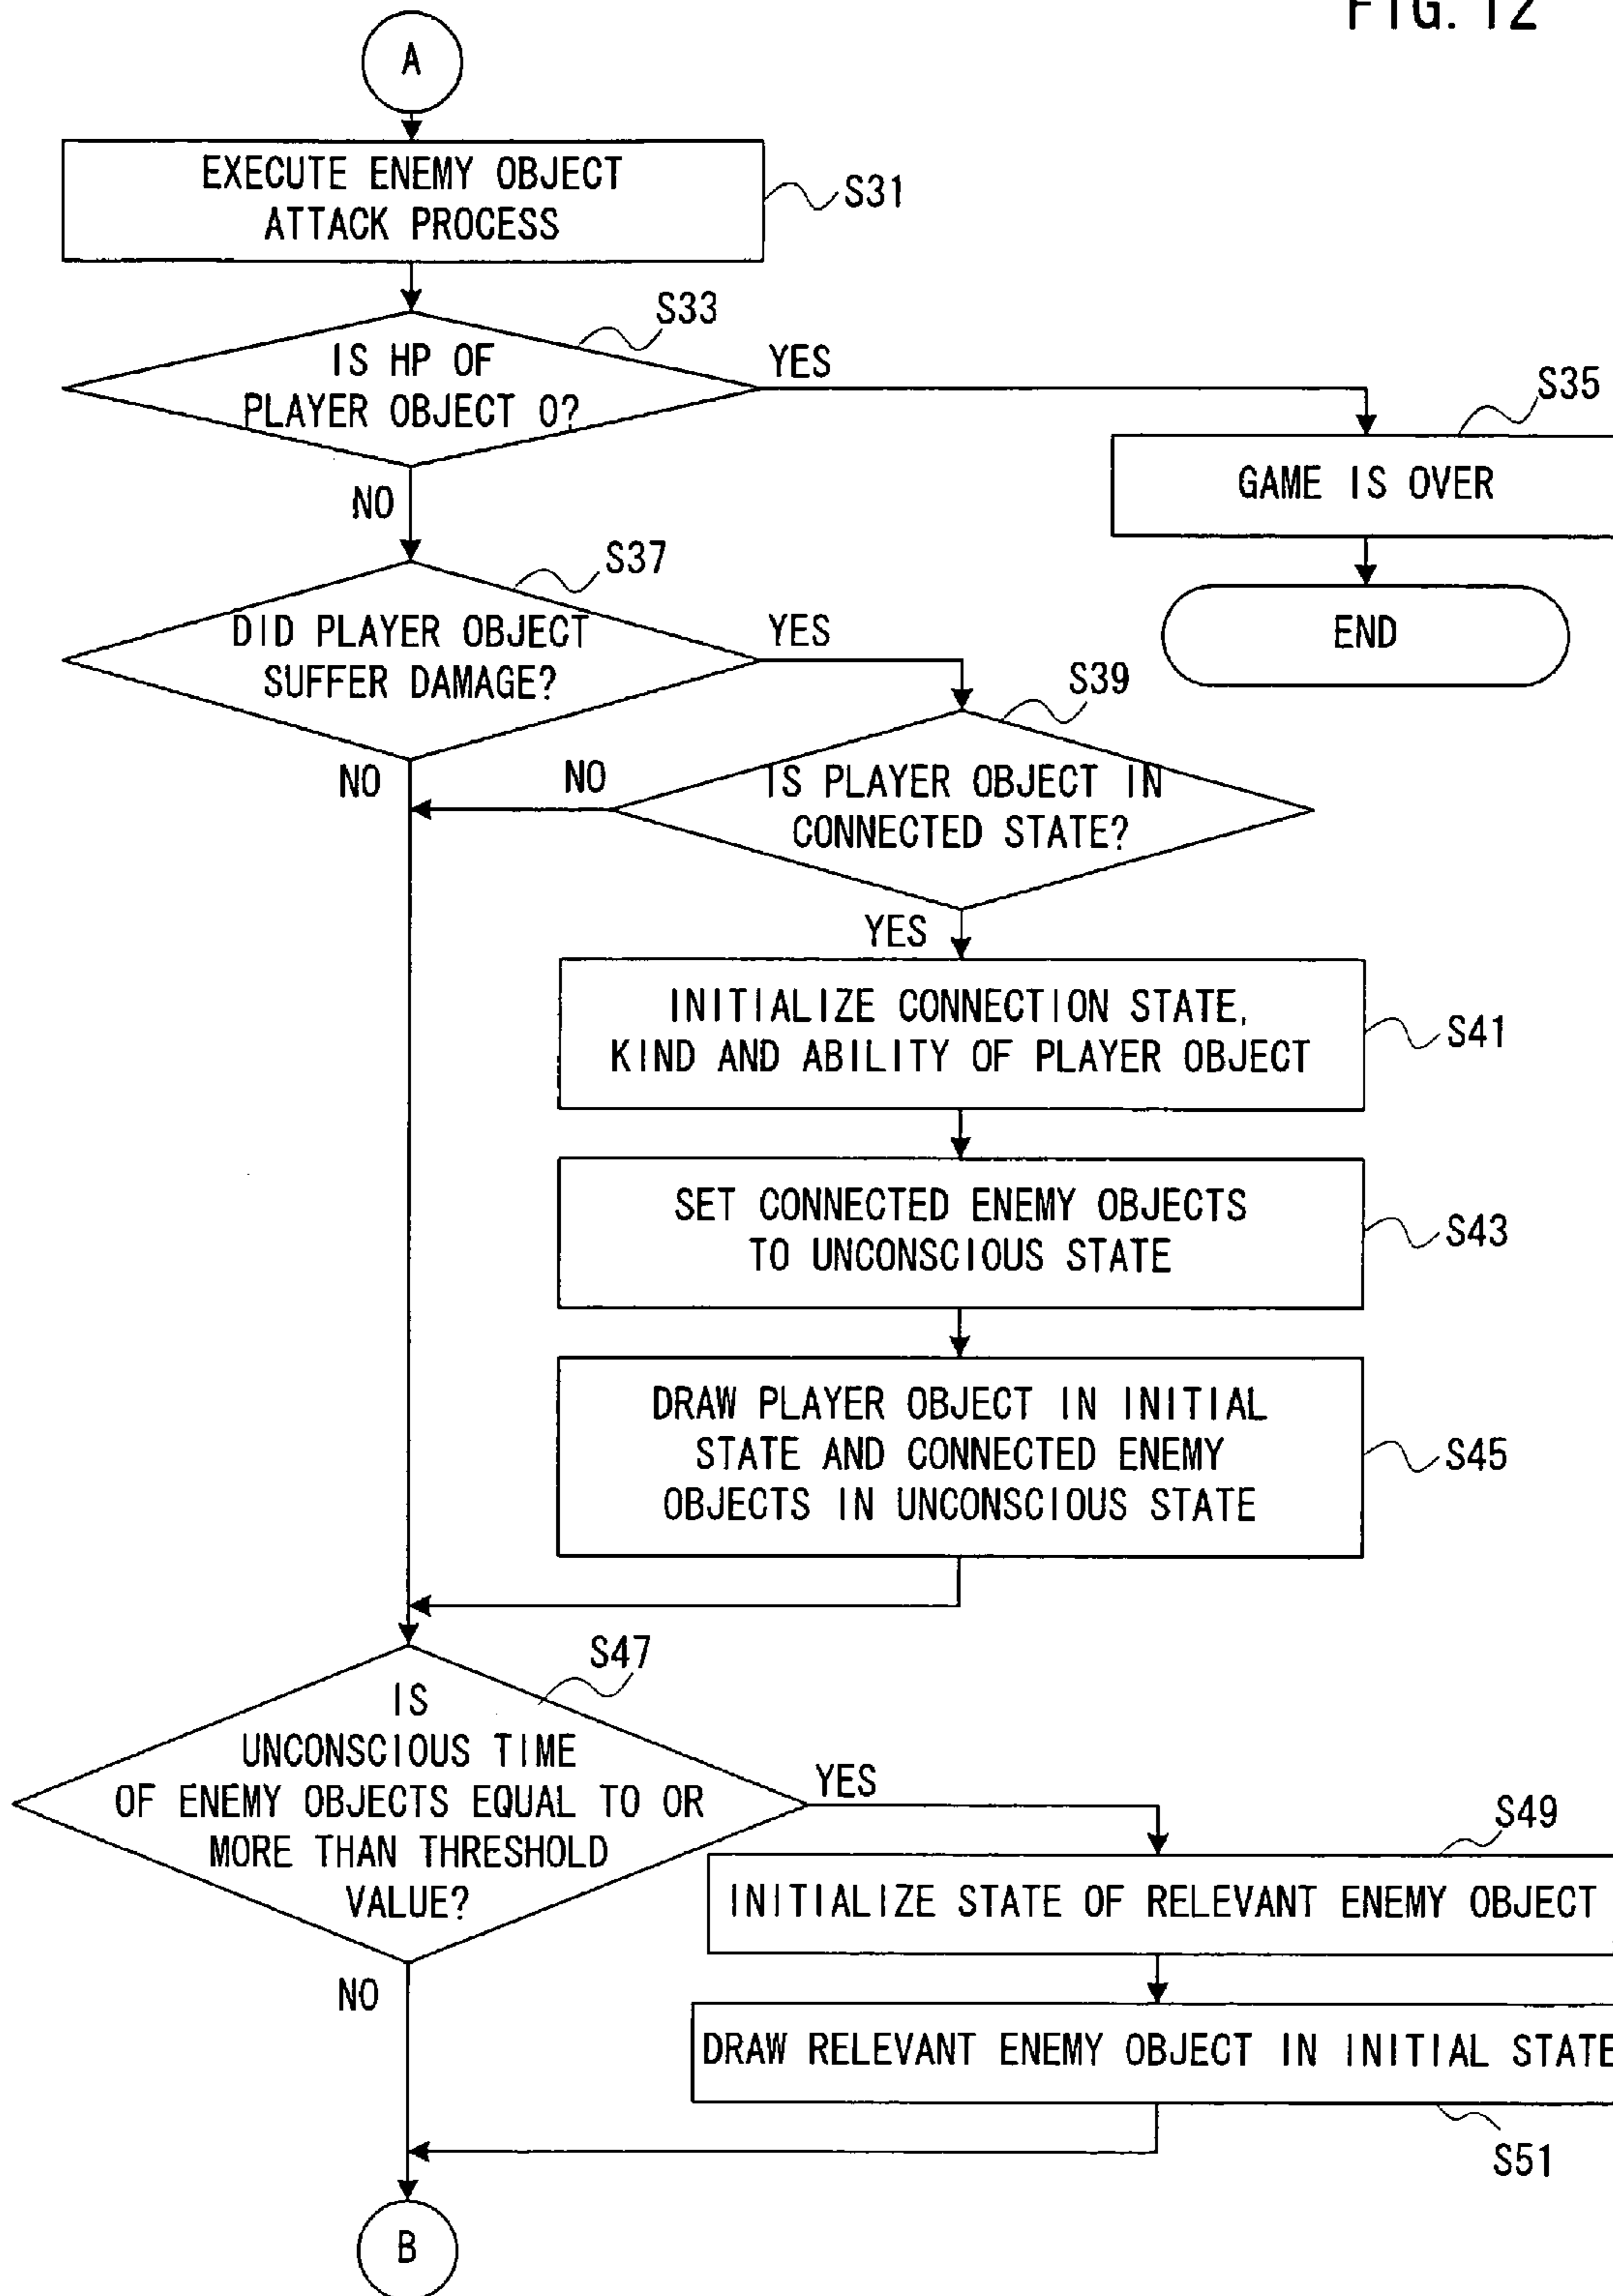 FIG. 12
A
EXECUTE ENEMY OBJECT
ATTACK PROCESS
S31
S33
IS HP OF
PLAYER OBJECT 0?
YES
NO
S35
GAME IS OVER
END
S37
DID PLAYER OBJECT
SUFFER DAMAGE?
YES
NO
S39
IS PLAYER OBJECT IN
CONNECTED STATE?
NO
YES
INITIALIZE CONNECTION STATE,
KIND AND ABILITY OF PLAYER OBJECT
S41
SET CONNECTED ENEMY OBJECTS
TO UNCONSCIOUS STATE
S43
DRAW PLAYER OBJECT IN INITIAL
STATE AND CONNECTED ENEMY
OBJECTS IN UNCONSCIOUS STATE
S45
S47
IS
UNCONSCIOUS TIME
OF ENEMY OBJECTS EQUAL TO OR
MORE THAN THRESHOLD
VALUE?
YES
NO
S49
INITIALIZE STATE OF RELEVANT ENEMY OBJECT
DRAW RELEVANT ENEMY OBJECT IN INITIAL STATE
S51
B